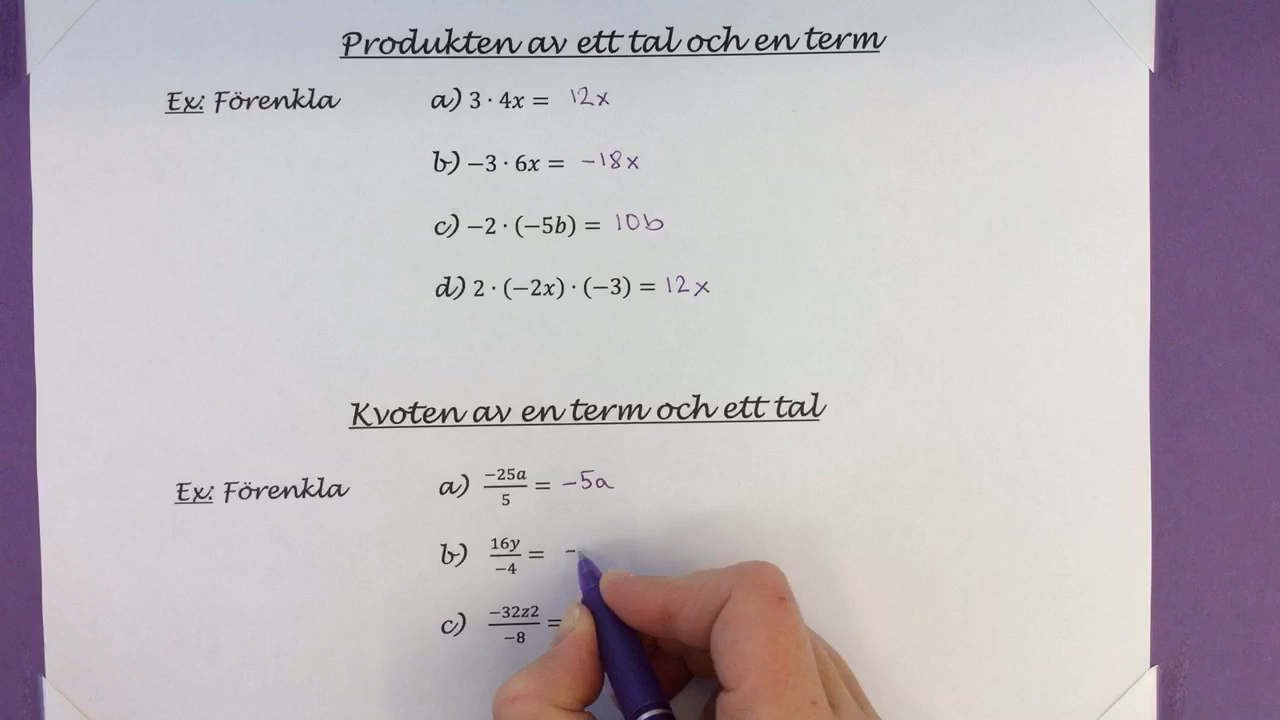 Produkten av ett tal och en term
Ex: Förenkla a) 3 · 4x = 12x
b) −3 · 6x = −18x
c) −2 · (−5b) = 10b
d) 2 · (−2x) · (−3) = 12x
Kvoten av en term och ett tal
Ex: Förenkla a) −25a/5 = −5a
b) 16y/−4 = −
c) −32z2/−8 =